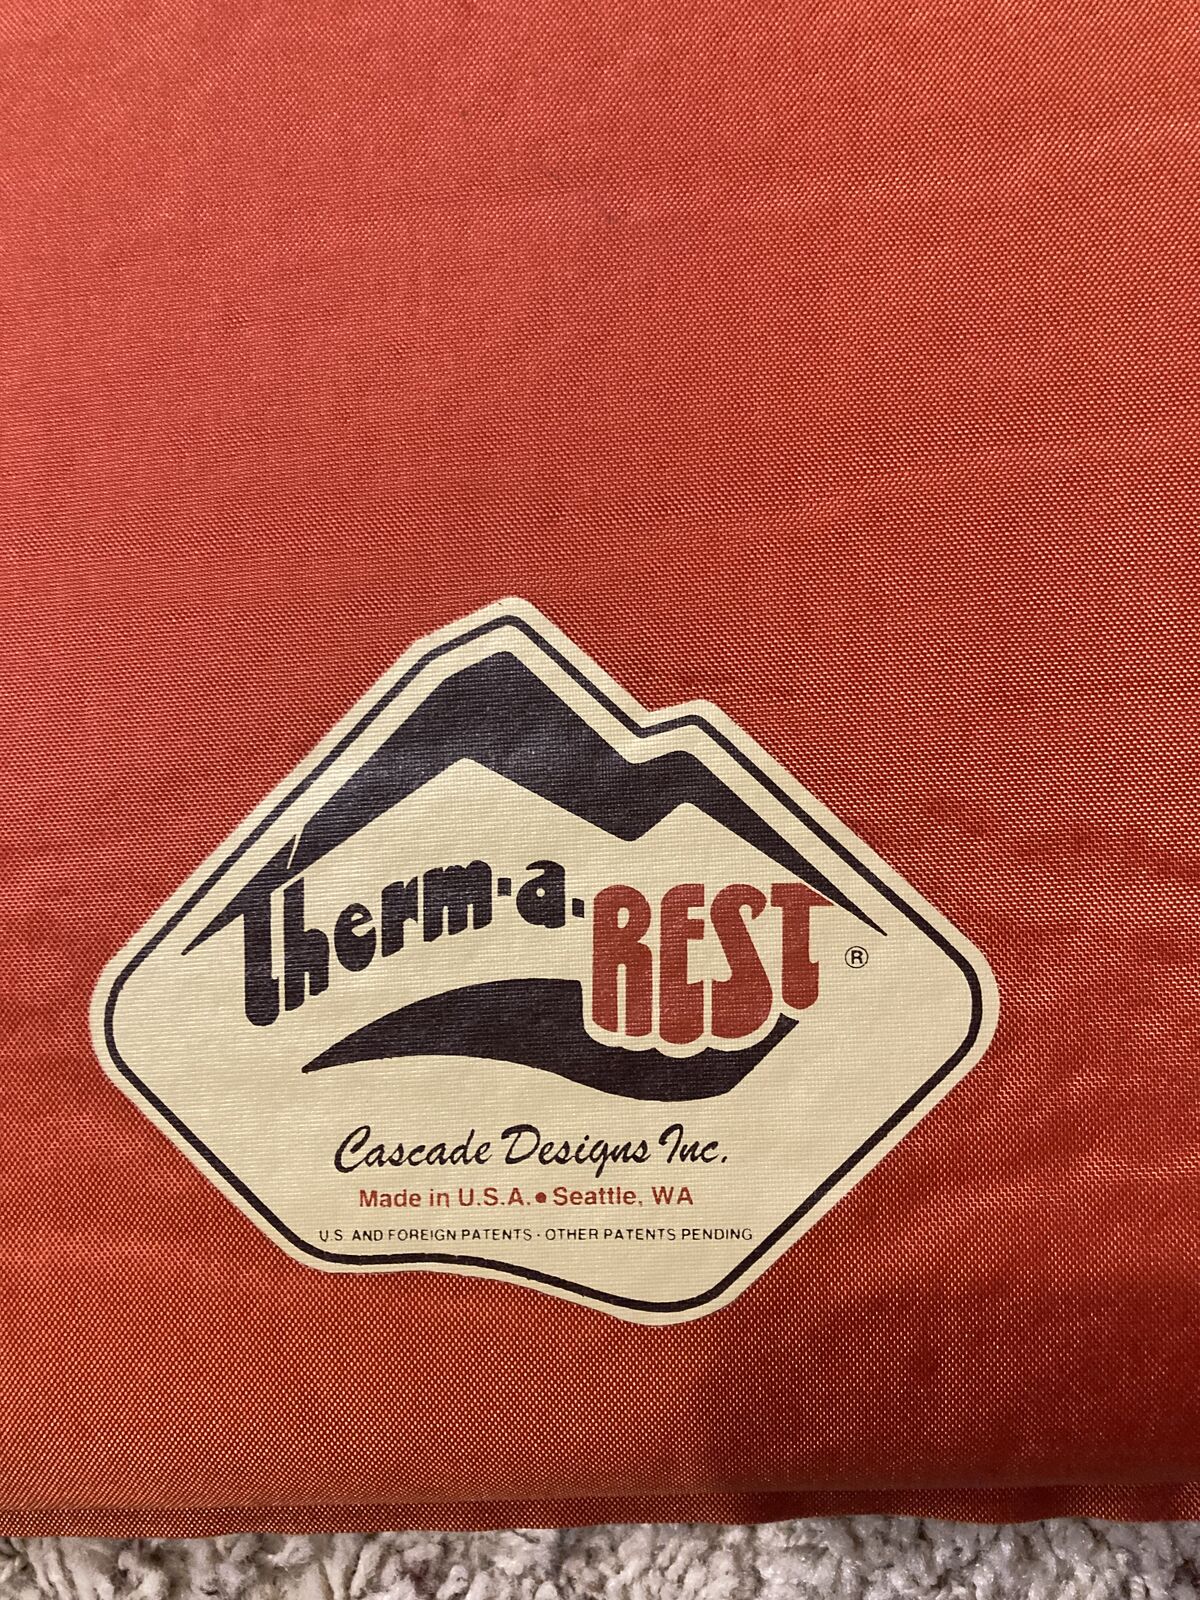 Therm-a-REST ®
Cascade Designs Inc.
Made in U.S.A. • Seattle, WA
U.S. AND FOREIGN PATENTS · OTHER PATENTS PENDING